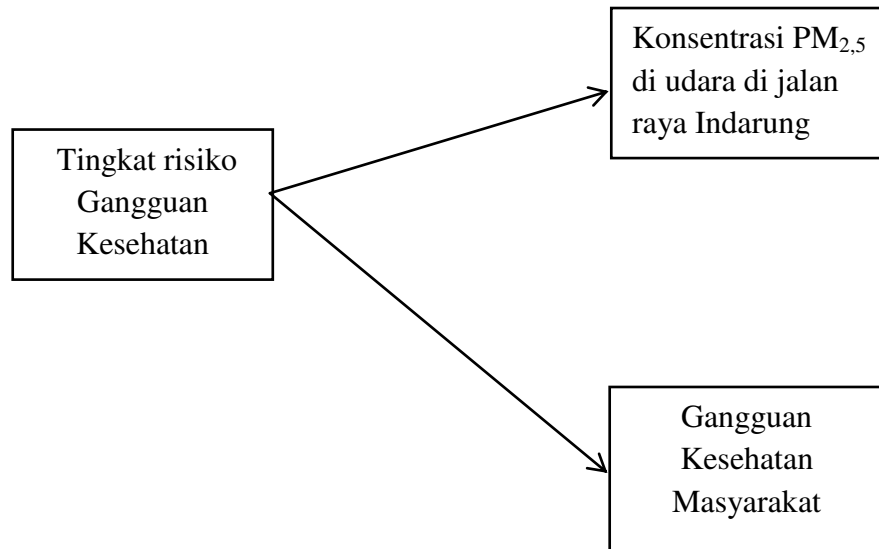 Konsentrasi PM2,5
di udara di jalan
raya Indarung
Tingkat risiko
Gangguan
Kesehatan
Gangguan
Kesehatan
Masyarakat